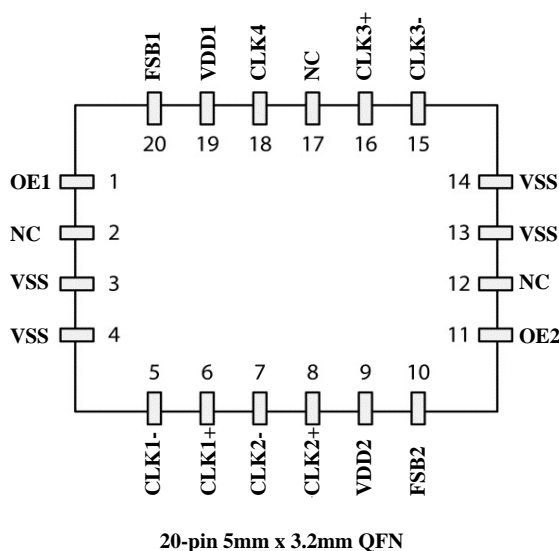 FSB1 VDD1 CLK4 NC CLK3+ CLK3-
20 19 18 17 16 15
OE1 1 14 VSS
NC 2 13 VSS
VSS 3 12 NC
VSS 4 11 OE2
5 6 7 8 9 10
CLK1- CLK1+ CLK2- CLK2+ VDD2 FSB2
20-pin 5mm x 3.2mm QFN